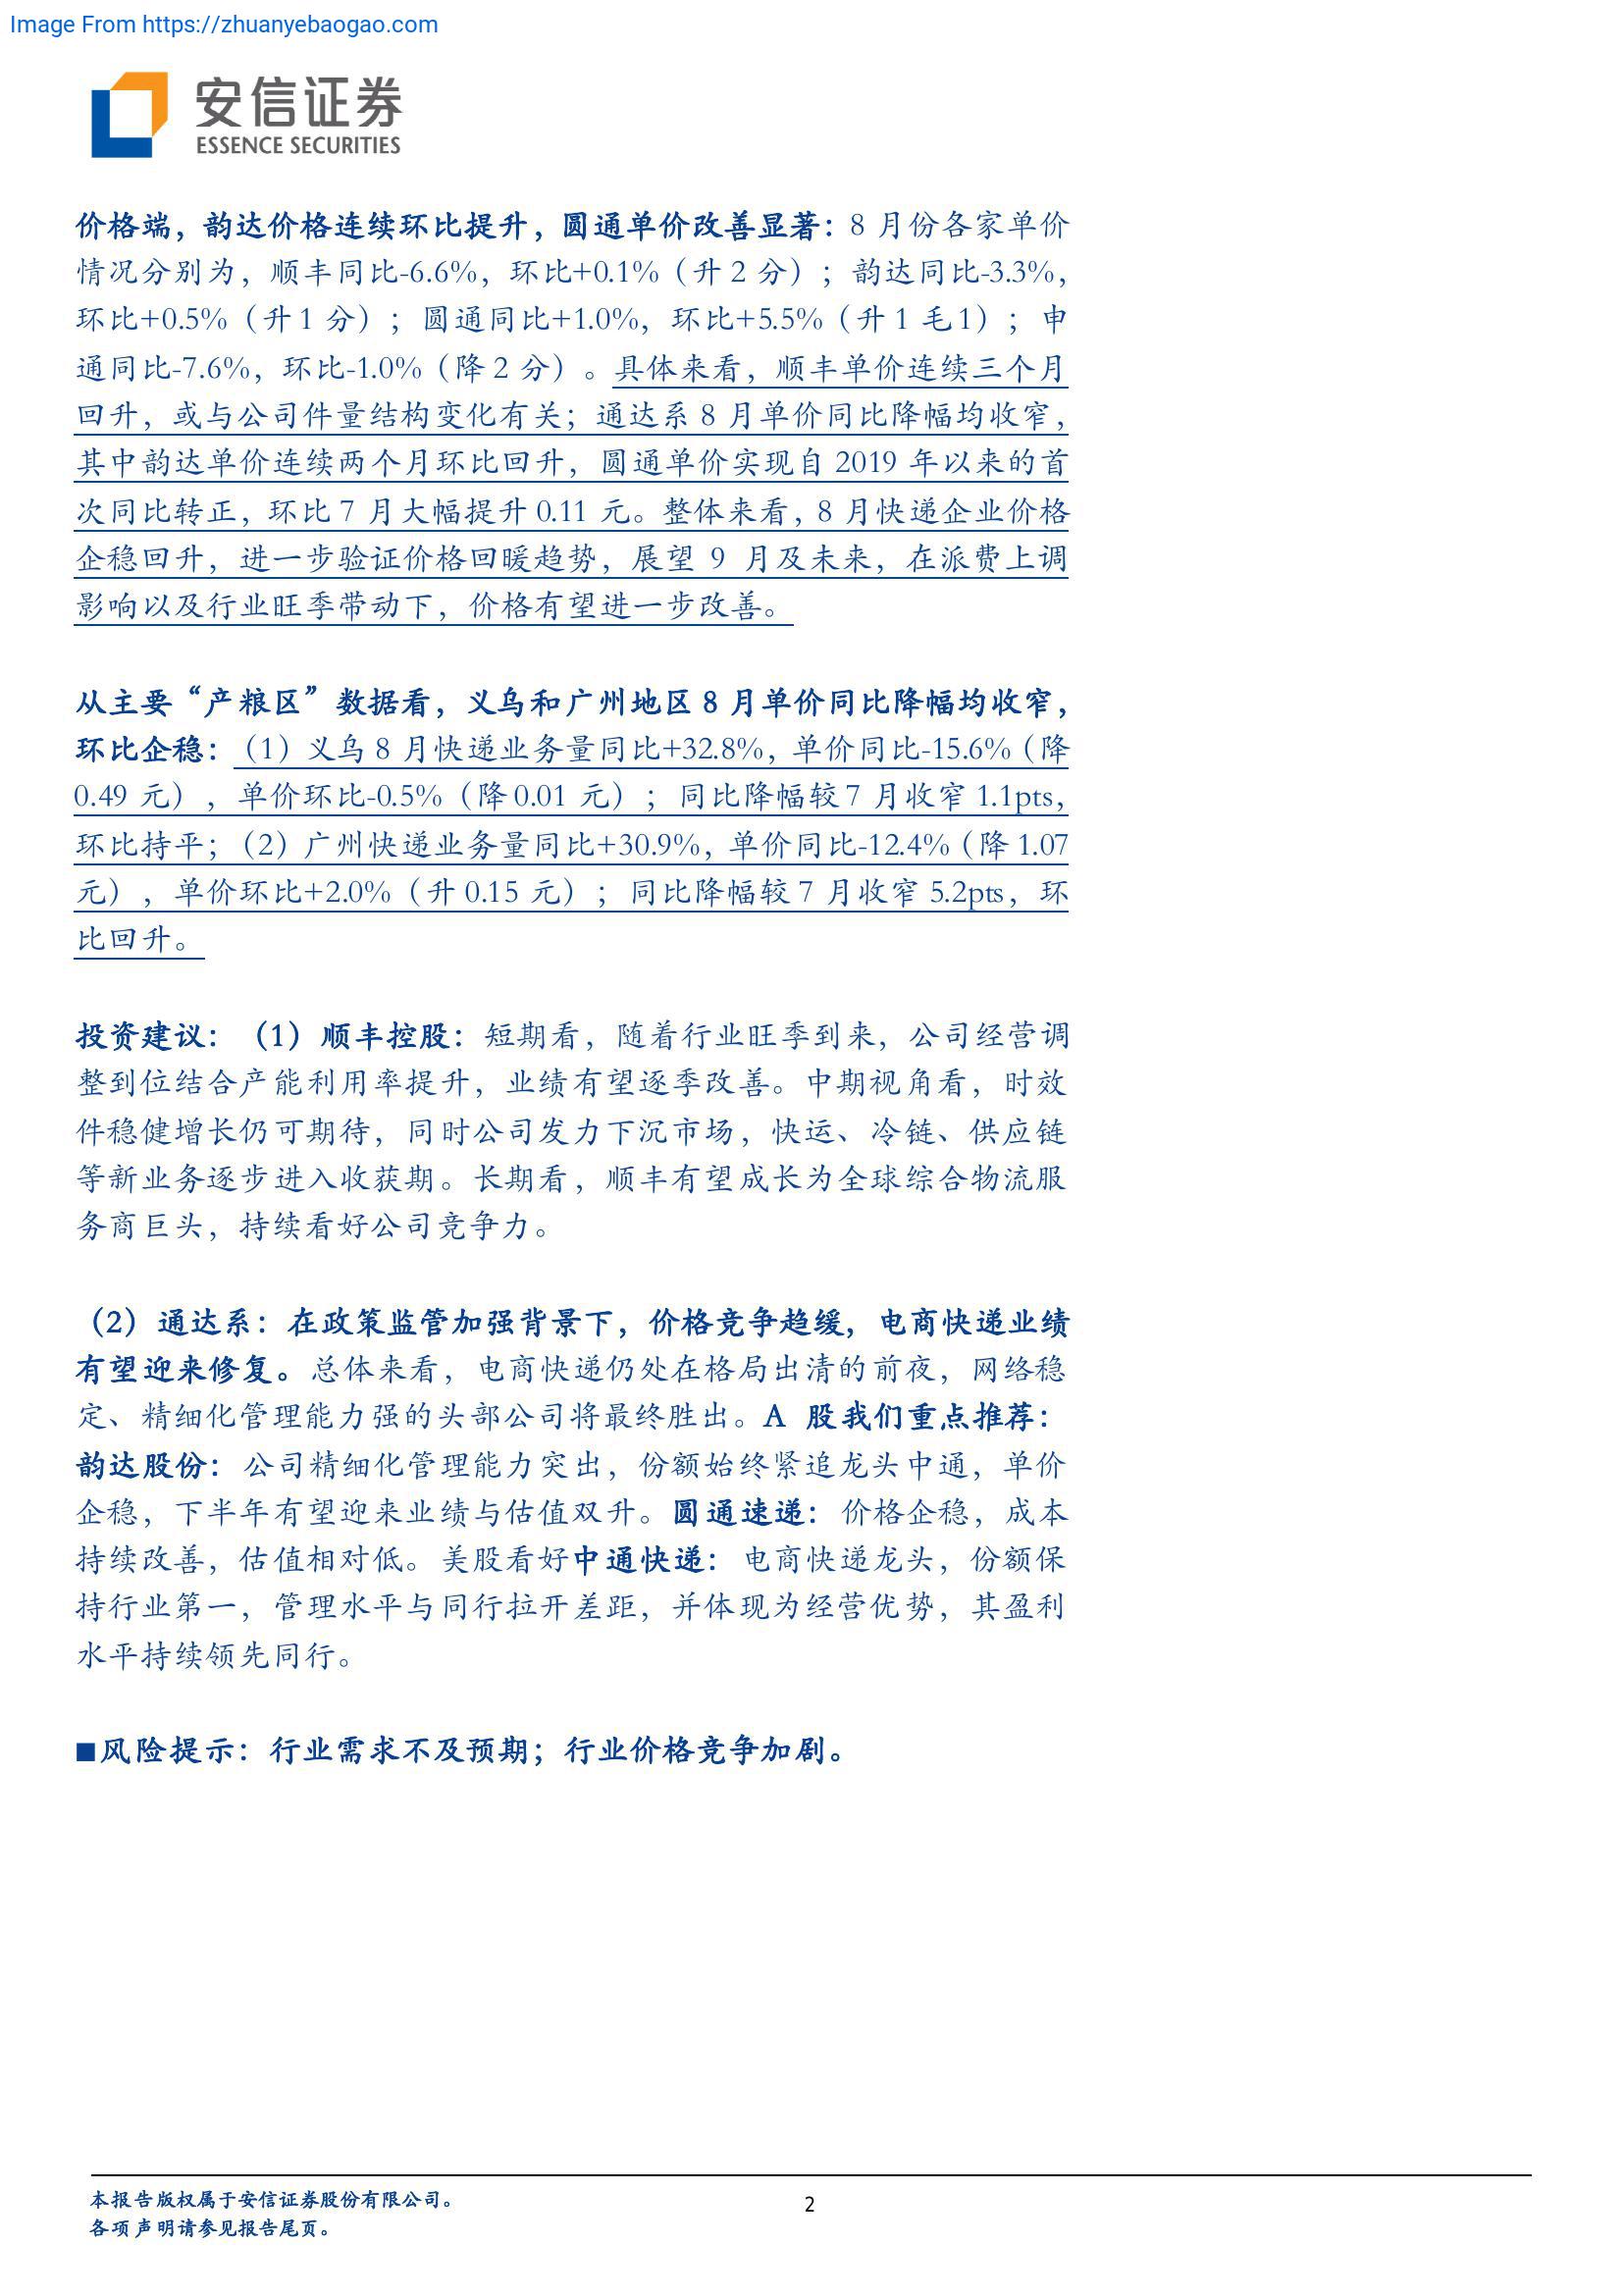 Image From https://zhuanyebaogao.com
安信证券
ESSENCE SECURITIES
价格端，韵达价格连续环比提升，圆通单价改善显著：8 月份各家单价
情况分别为，顺丰同比-6.6%，环比+0.1%（升 2 分）；韵达同比-3.3%，
环比+0.5%（升 1 分）；圆通同比+1.0%，环比+5.5%（升 1 毛 1）；申
通同比-7.6%，环比-1.0%（降 2 分）。具体来看，顺丰单价连续三个月
回升，或与公司件量结构变化有关；通达系 8 月单价同比降幅均收窄，
其中韵达单价连续两个月环比回升，圆通单价实现自 2019 年以来的首
次同比转正，环比 7 月大幅提升 0.11 元。整体来看，8 月快递企业价格
企稳回升，进一步验证价格回暖趋势，展望 9 月及未来，在派费上调
影响以及行业旺季带动下，价格有望进一步改善。
从主要“产粮区”数据看，义乌和广州地区 8 月单价同比降幅均收窄，
环比企稳：（1）义乌 8 月快递业务量同比+32.8%，单价同比-15.6%（降
0.49 元），单价环比-0.5%（降 0.01 元）；同比降幅较 7 月收窄 1.1pts，
环比持平；（2）广州快递业务量同比+30.9%，单价同比-12.4%（降 1.07
元），单价环比+2.0%（升 0.15 元）；同比降幅较 7 月收窄 5.2pts，环
比回升。
投资建议：（1）顺丰控股：短期看，随着行业旺季到来，公司经营调
整到位结合产能利用率提升，业绩有望逐季改善。中期视角看，时效
件稳健增长仍可期待，同时公司发力下沉市场，快运、冷链、供应链
等新业务逐步进入收获期。长期看，顺丰有望成长为全球综合物流服
务商巨头，持续看好公司竞争力。
（2）通达系：在政策监管加强背景下，价格竞争趋缓，电商快递业绩
有望迎来修复。总体来看，电商快递仍处在格局出清的前夜，网络稳
定、精细化管理能力强的头部公司将最终胜出。A 股我们重点推荐：
韵达股份：公司精细化管理能力突出，份额始终紧追龙头中通，单价
企稳，下半年有望迎来业绩与估值双升。圆通速递：价格企稳，成本
持续改善，估值相对低。美股看好中通快递：电商快递龙头，份额保
持行业第一，管理水平与同行拉开差距，并体现为经营优势，其盈利
水平持续领先同行。
■风险提示：行业需求不及预期；行业价格竞争加剧。
本报告版权属于安信证券股份有限公司。
2
各项声明请参见报告尾页。